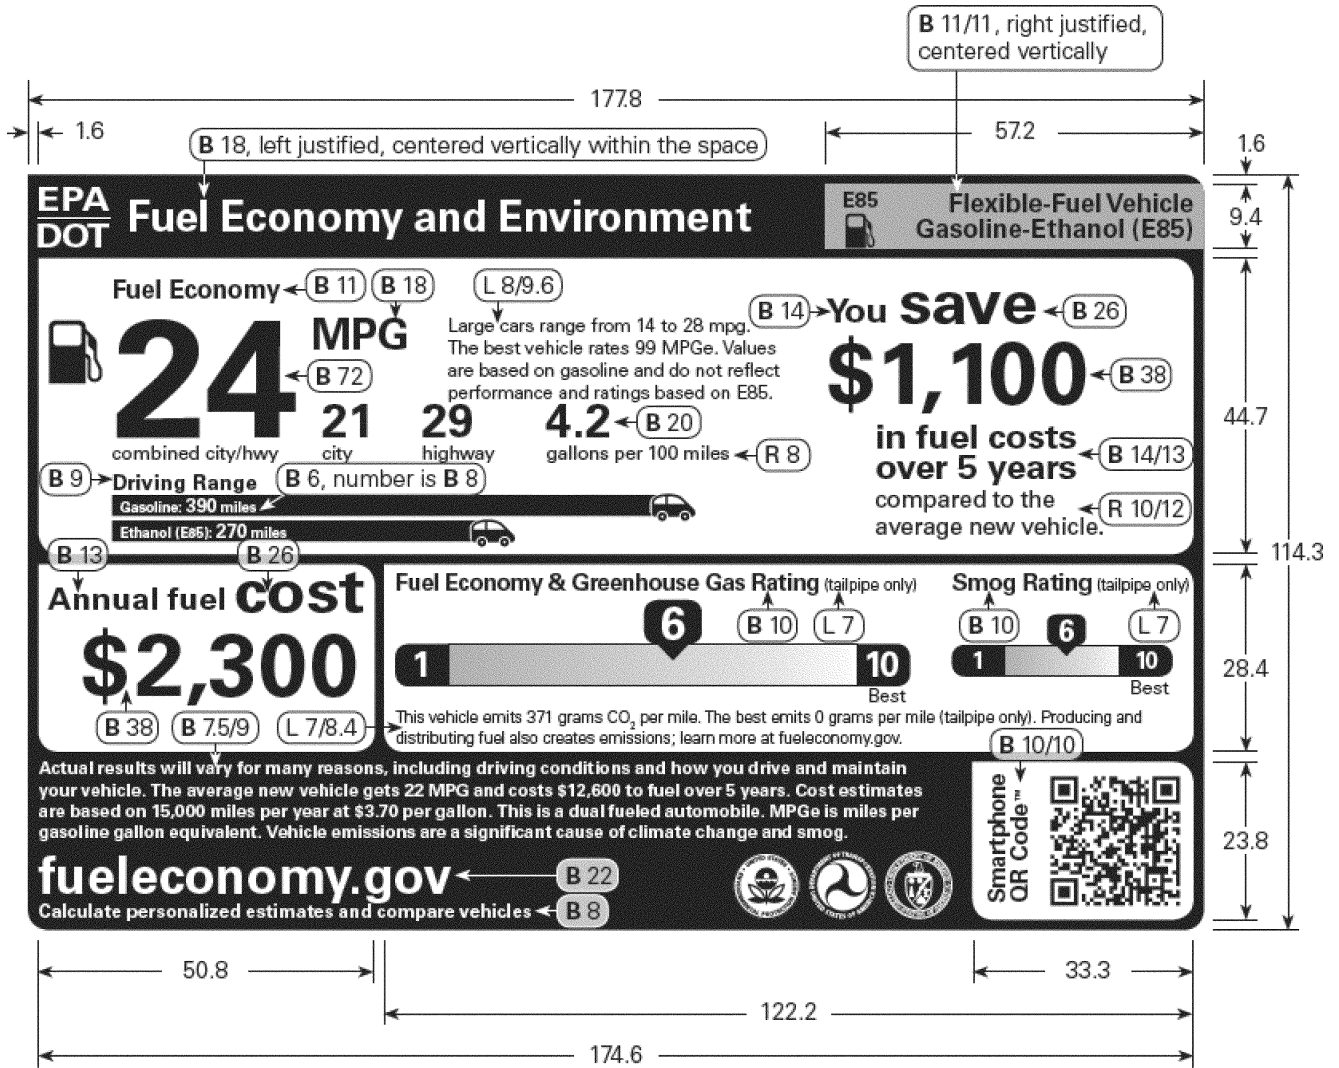 B 11/11, right justified,
centered vertically
177.8
1.6
57.2
B 18, left justified, centered vertically within the space
1.6
EPA
DOT
Fuel Economy and Environment
E85
Flexible-Fuel Vehicle
Gasoline-Ethanol (E85)
9.4
Fuel Economy
B 11
B 18
L 8/9.6
MPG
24
B 72
Large cars range from 14 to 28 mpg.
The best vehicle rates 99 MPGe. Values
are based on gasoline and do not reflect
performance and ratings based on E85.
B 14
You save
B 26
$1,100
B 38
21
29
4.2
B 20
combined city/hwy
city
highway
gallons per 100 miles
R 8
in fuel costs
over 5 years
B 14/13
compared to the
average new vehicle.
R 10/12
44.7
114.3
B 9
Driving Range
B 6, number is B 8
Gasoline: 390 miles
Ethanol (E85): 270 miles
B 13
B 26
Annual fuel cost
$2,300
B 38
B 7.5/9
L 7/8.4
Fuel Economy & Greenhouse Gas Rating (tailpipe only)
6
B 10
L 7
1
10
Best
Smog Rating (tailpipe only)
B 10
6
L 7
1
10
Best
28.4
This vehicle emits 371 grams CO2 per mile. The best emits 0 grams per mile (tailpipe only). Producing and
distributing fuel also creates emissions; learn more at fueleconomy.gov.
B 10/10
Actual results will vary for many reasons, including driving conditions and how you drive and maintain
your vehicle. The average new vehicle gets 22 MPG and costs $12,600 to fuel over 5 years. Cost estimates
are based on 15,000 miles per year at $3.70 per gallon. This is a dual fueled automobile. MPGe is miles per
gasoline gallon equivalent. Vehicle emissions are a significant cause of climate change and smog.
fueleconomy.gov
B 22
Calculate personalized estimates and compare vehicles
B 8
Smartphone
QR Code™
23.8
50.8
33.3
122.2
174.6